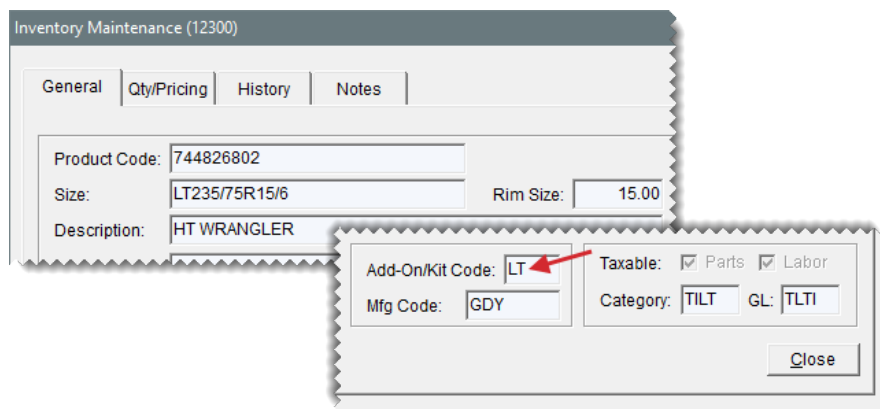 Inventory Maintenance (12300)
General Qty/Pricing History Notes
Product Code: 744826802
Size: LT235/75R15/6 Rim Size: 15.00
Description: HT WRANGLER
Add-On/Kit Code: LT Taxable: Parts Labor
Mfg Code: GDY Category: TILT GL: TLTI
Close